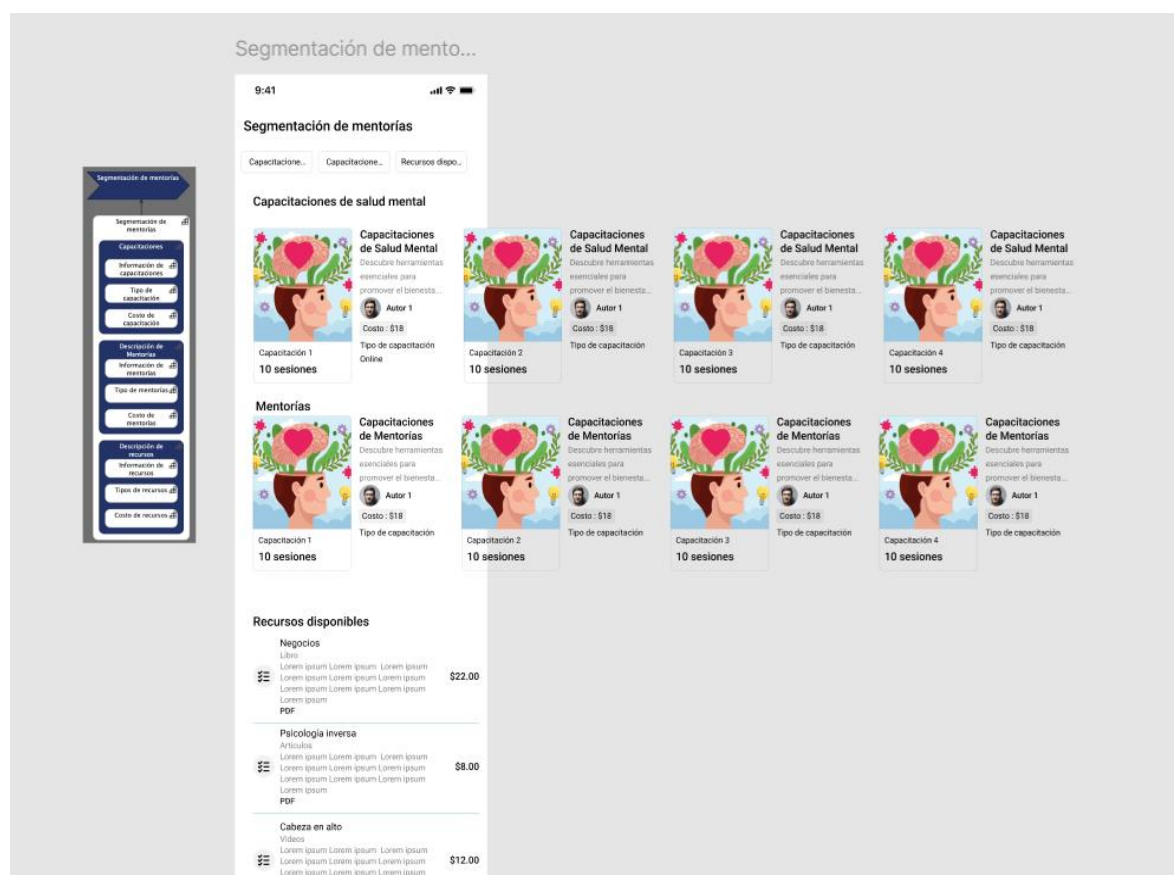 Segmentación de mento...
9:41
Segmentación de mentorías
Capacitacione..
Capacitacione..
Recursos dispo..
Segmentación de mentorías
Segmentación de
mentorías
Capacitaciones
Información de
capacitaciones
Tipo de
capacitación
Costo de
capacitación
Descripción de
Mentorías
Información de
mentorías
Tipo de mentorías
Costo de
mentorías
Descripción de
recursos
Información de
recursos
Tipos de recursos
Costo de recursos
Capacitaciones de salud mental
Capacitaciones
de Salud Mental
Descubre herramientas
esenciales para
promover el bienesta...
Autor 1
Costo : $18
Tipo de capacitación
Online
Capacitación 1
10 sesiones
Capacitaciones
de Salud Mental
Descubre herramientas
esenciales para
promover el bienesta...
Autor 1
Costo : $18
Tipo de capacitación
Capacitación 2
10 sesiones
Capacitaciones
de Salud Mental
Descubre herramientas
esenciales para
promover el bienesta...
Autor 1
Costo : $18
Tipo de capacitación
Capacitación 3
10 sesiones
Capacitaciones
de Salud Mental
Descubre herramientas
esenciales para
promover el bienesta...
Autor 1
Costo : $18
Tipo de capacitación
Capacitación 4
10 sesiones
Mentorías
Capacitaciones
de Mentorías
Descubre herramientas
esenciales para
promover el bienesta...
Autor 1
Costo : $18
Tipo de capacitación
Capacitación 1
10 sesiones
Capacitaciones
de Mentorías
Descubre herramientas
esenciales para
promover el bienesta...
Autor 1
Costo : $18
Tipo de capacitación
Capacitación 2
10 sesiones
Capacitaciones
de Mentorías
Descubre herramientas
esenciales para
promover el bienesta...
Autor 1
Costo : $18
Tipo de capacitación
Capacitación 3
10 sesiones
Capacitaciones
de Mentorías
Descubre herramientas
esenciales para
promover el bienesta...
Autor 1
Costo : $18
Tipo de capacitación
Capacitación 4
10 sesiones
Recursos disponibles
Negocios
Libro
Lorem ipsum Lorem ipsum Lorem ipsum
Lorem ipsum Lorem ipsum Lorem ipsum
Lorem ipsum Lorem ipsum Lorem ipsum
Lorem ipsum
PDF
$22.00
Psicologia inversa
Articulos
Lorem ipsum Lorem ipsum Lorem ipsum
Lorem ipsum Lorem ipsum Lorem ipsum
Lorem ipsum Lorem ipsum Lorem ipsum
Lorem ipsum
PDF
$8.00
Cabeza en alto
Videos
Lorem ipsum Lorem ipsum Lorem ipsum
Lorem ipsum Lorem ipsum Lorem ipsum
Lorem ipsum Lorem ipsum Lorem ipsum
$12.00